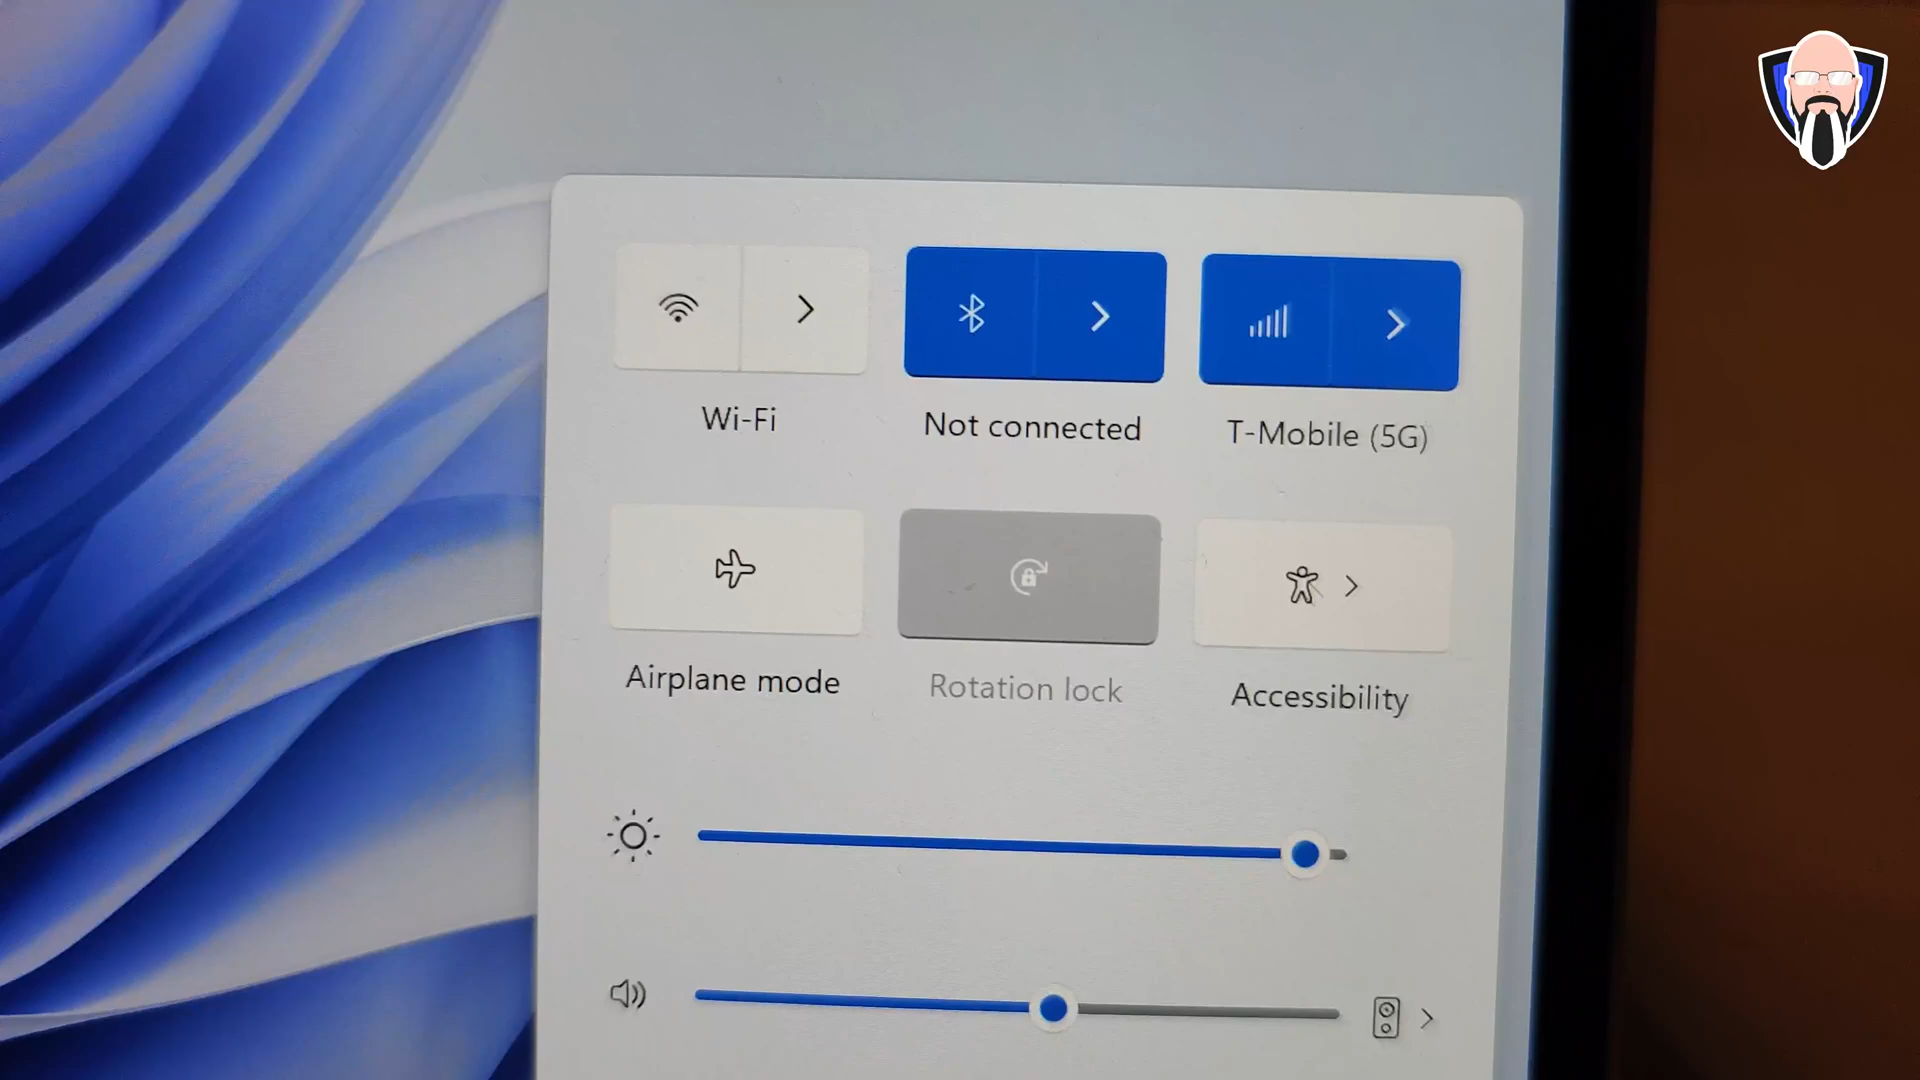 Wi-Fi
Not connected
T-Mobile (5G)
Airplane mode
Rotation lock
Accessibility